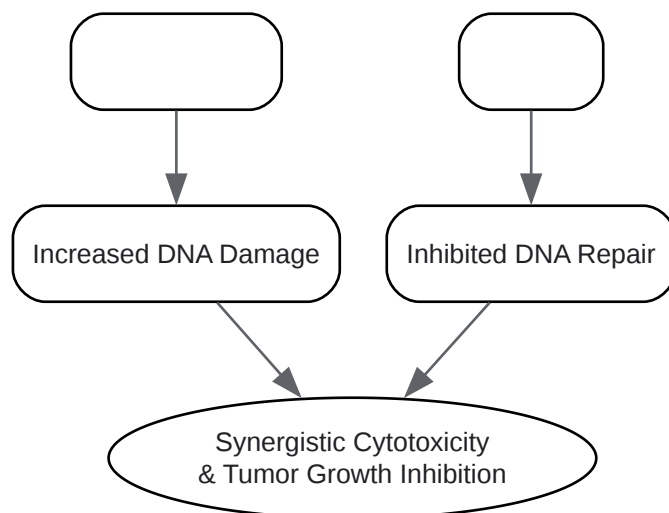 Increased DNA Damage
Inhibited DNA Repair
Synergistic Cytotoxicity
& Tumor Growth Inhibition